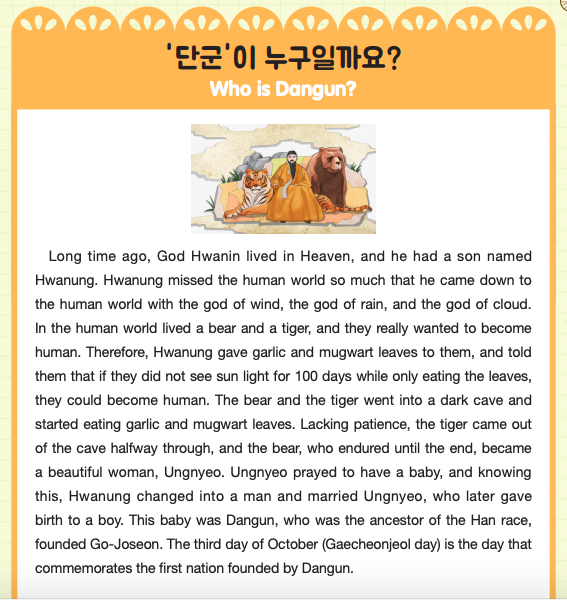 '단군'이 누구일까요?
Who is Dangun?
Long time ago, God Hwanin lived in Heaven, and he had a son named
Hwanung. Hwanung missed the human world so much that he came down to
the human world with the god of wind, the god of rain, and the god of cloud.
In the human world lived a bear and a tiger, and they really wanted to become
human. Therefore, Hwanung gave garlic and mugwart leaves to them, and told
them that if they did not see sun light for 100 days while only eating the leaves,
they could become human. The bear and the tiger went into a dark cave and
started eating garlic and mugwart leaves. Lacking patience, the tiger came out
of the cave halfway through, and the bear, who endured until the end, became
a beautiful woman, Ungnyeo. Ungnyeo prayed to have a baby, and knowing
this, Hwanung changed into a man and married Ungnyeo, who later gave
birth to a boy. This baby was Dangun, who was the ancestor of the Han race,
founded Go-Joseon. The third day of October (Gaecheonjeol day) is the day that
commemorates the first nation founded by Dangun.